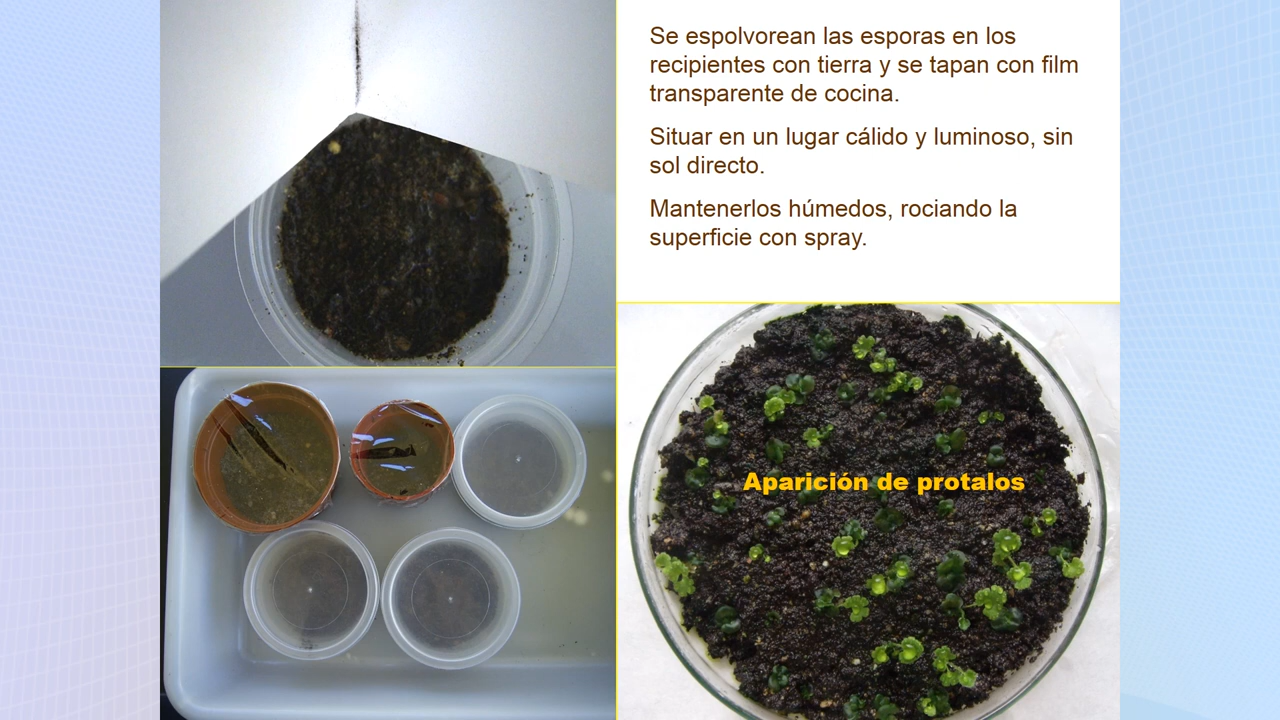 Se espolvorean las esporas en los
recipientes con tierra y se tapan con film
transparente de cocina.
Situar en un lugar cálido y luminoso, sin
sol directo.
Mantenerlos húmedos, rociando la
superficie con spray.
Aparición de protalos